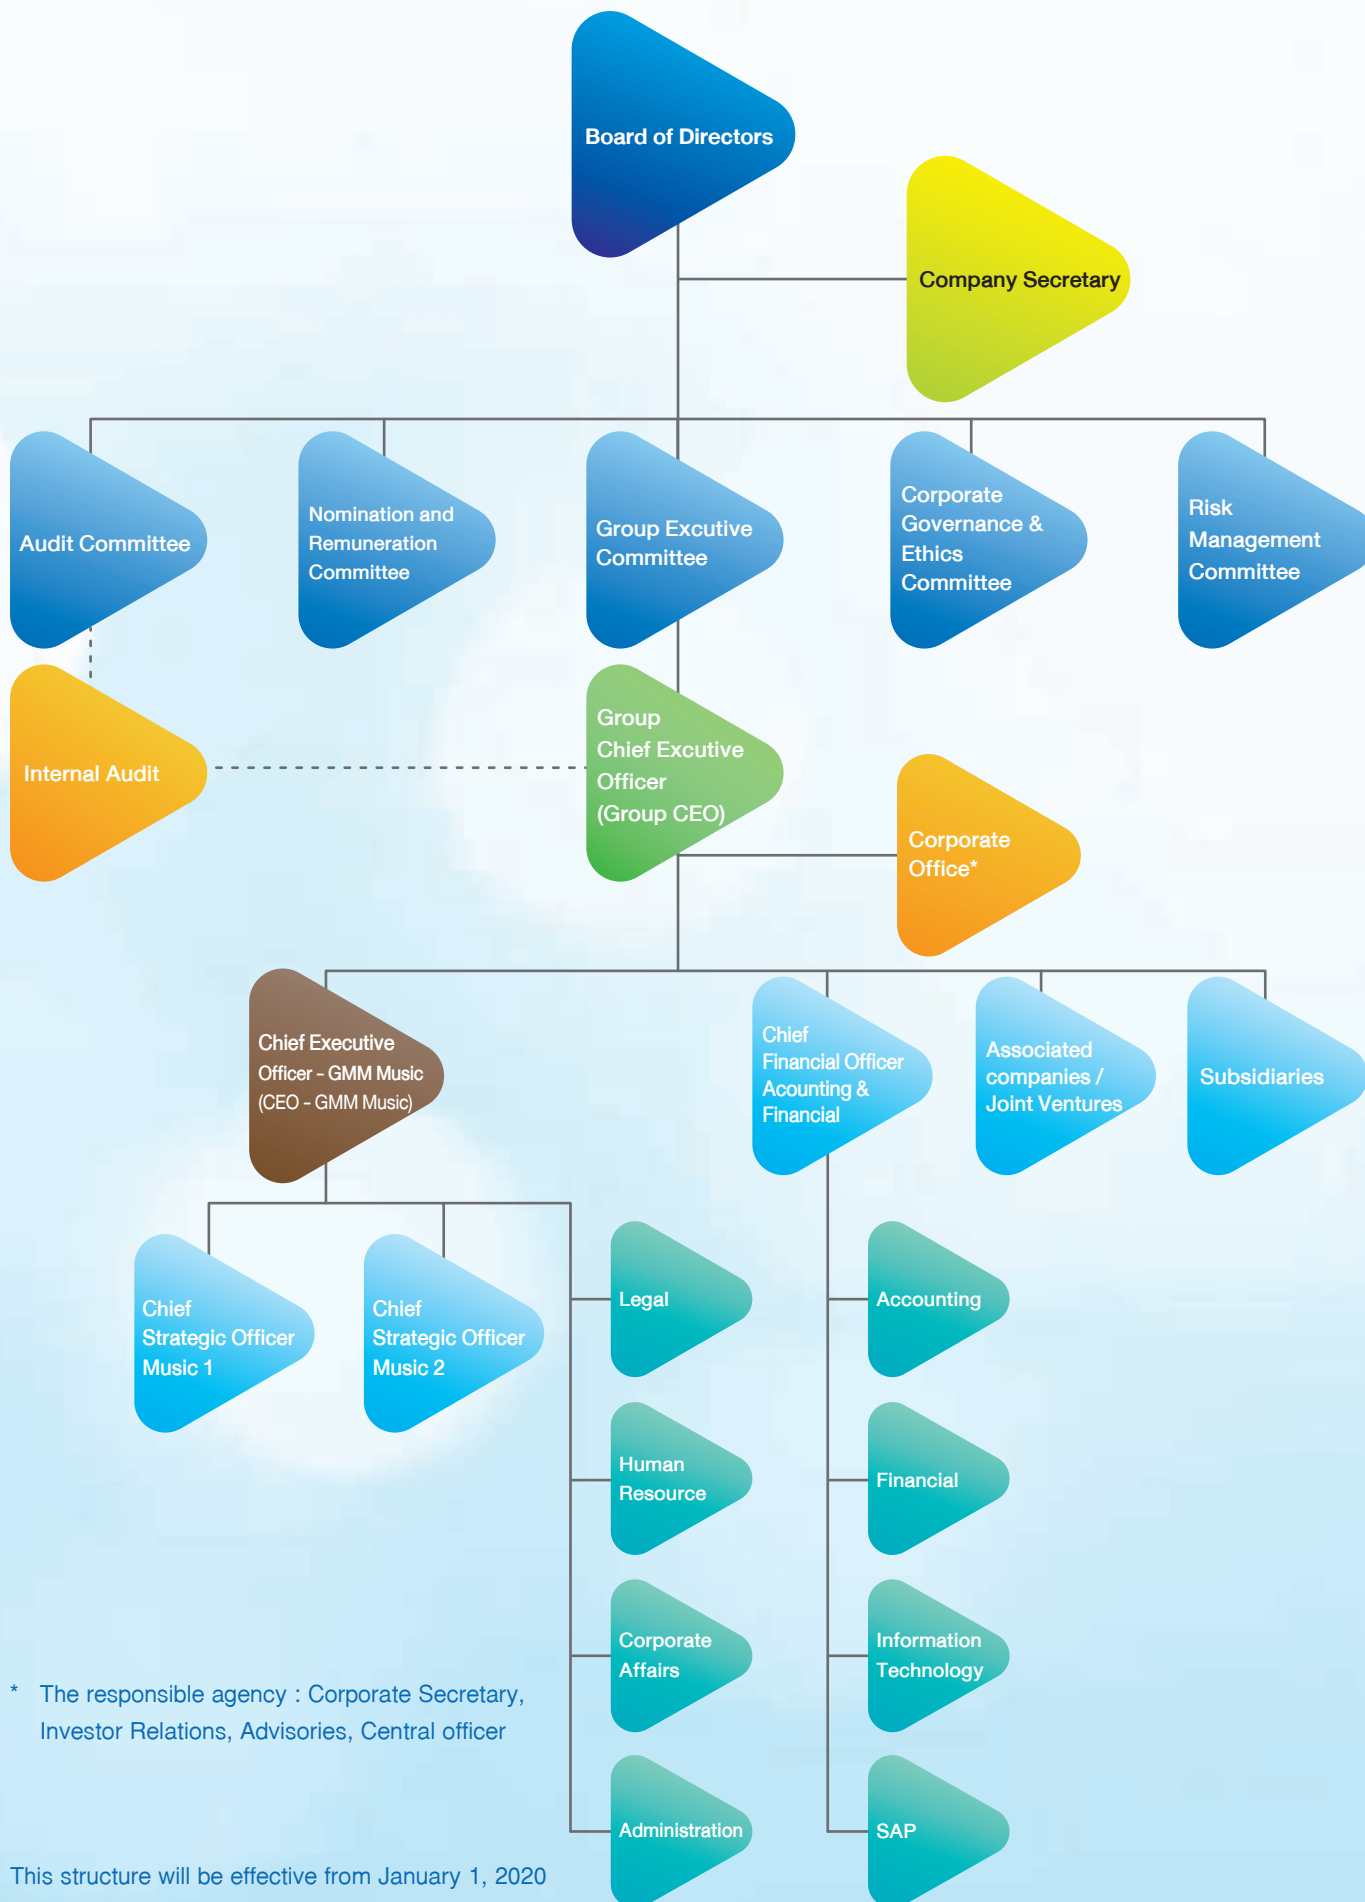 Board of Directors
Company Secretary
Audit Committee
Nomination and
Remuneration
Committee
Group Excutive
Committee
Corporate
Governance &
Ethics
Committee
Risk
Management
Committee
Internal Audit
Group
Chief Excutive
Officer
(Group CEO)
Corporate
Office*
Chief Executive
Officer - GMM Music
(CEO - GMM Music)
Chief
Financial Officer
Acounting &
Financial
Associated
companies /
Joint Ventures
Subsidiaries
Chief
Strategic Officer
Music 1
Chief
Strategic Officer
Music 2
Legal
Accounting
Human
Resource
Financial
Corporate
Affairs
Information
Technology
Administration
SAP
* The responsible agency : Corporate Secretary,
Investor Relations, Advisories, Central officer
This structure will be effective from January 1, 2020